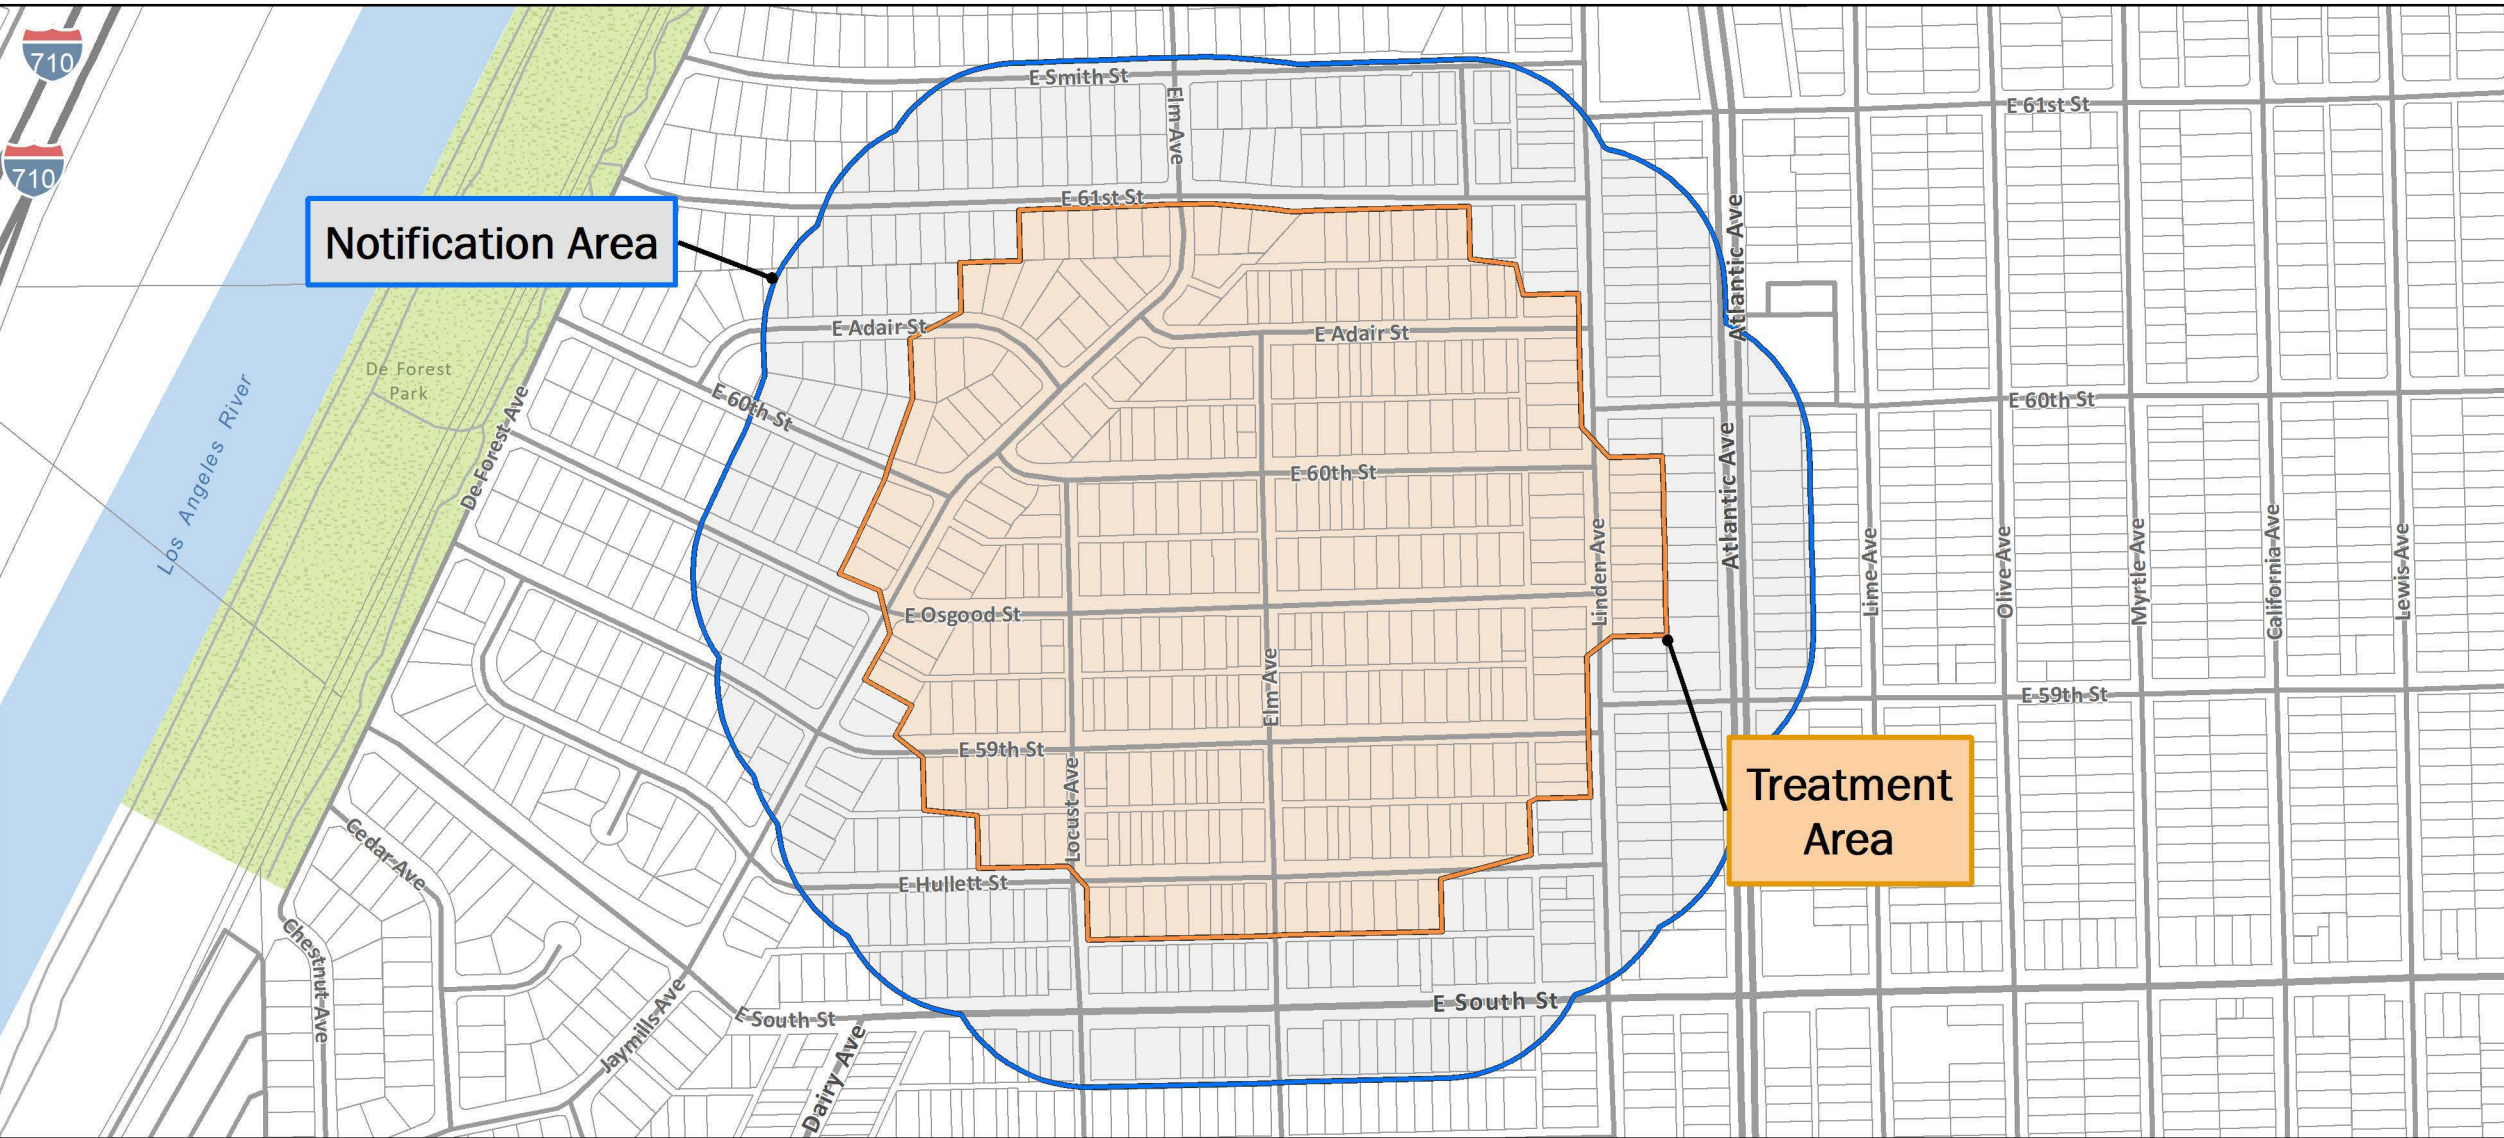 710
E Smith St
Elm Ave
E 61st St
710
E 61st St
Notification Area
Atlantic Ave
E Adair St
E Adair St
De Forest
Park
E 60th St
E 60th St
De Forest Ave
Los Angeles River
E 60th St
Atlantic Ave
Linden Ave
Lime Ave
Olive Ave
Myrtle Ave
California Ave
Lewis Ave
E Osgood St
Elm Ave
E 59th St
E 59th St
Locust Ave
Treatment
Area
Cedar Ave
E Hullett St
Chestnut Ave
E South St
E South St
Jaymills Ave
Dairy Ave